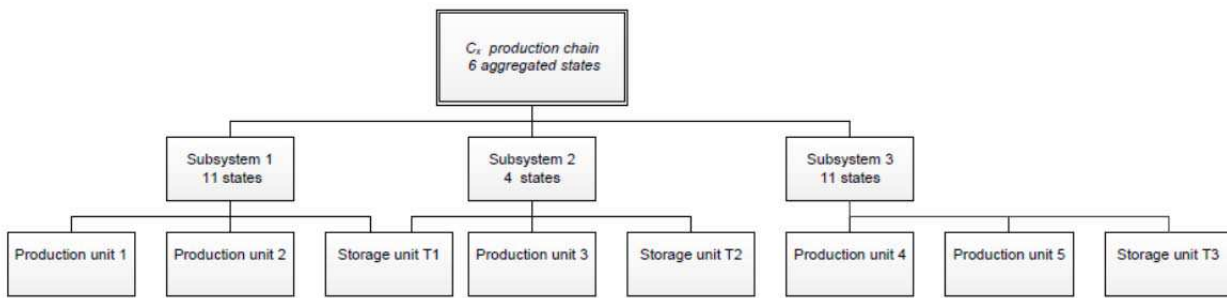 Cₓ production chain
6 aggregated states
Subsystem 1
11 states
Subsystem 2
4 states
Subsystem 3
11 states
Production unit 1
Production unit 2
Storage unit T1
Production unit 3
Storage unit T2
Production unit 4
Production unit 5
Storage unit T3